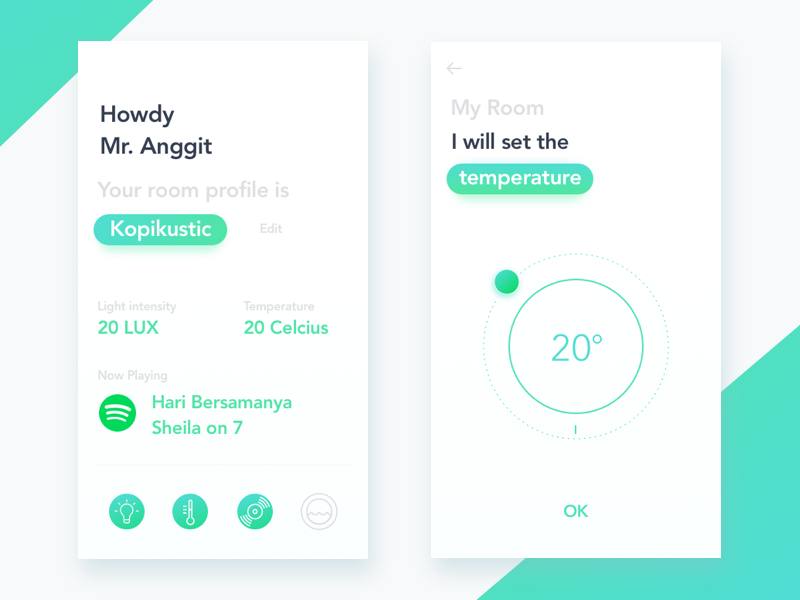 Howdy
Mr. Anggit
Your room profile is
Kopikustic
Edit
Light intensity
20 LUX
Temperature
20 Celcius
Now Playing
Hari Bersamanya
Sheila on 7
My Room
I will set the
temperature
20°
OK